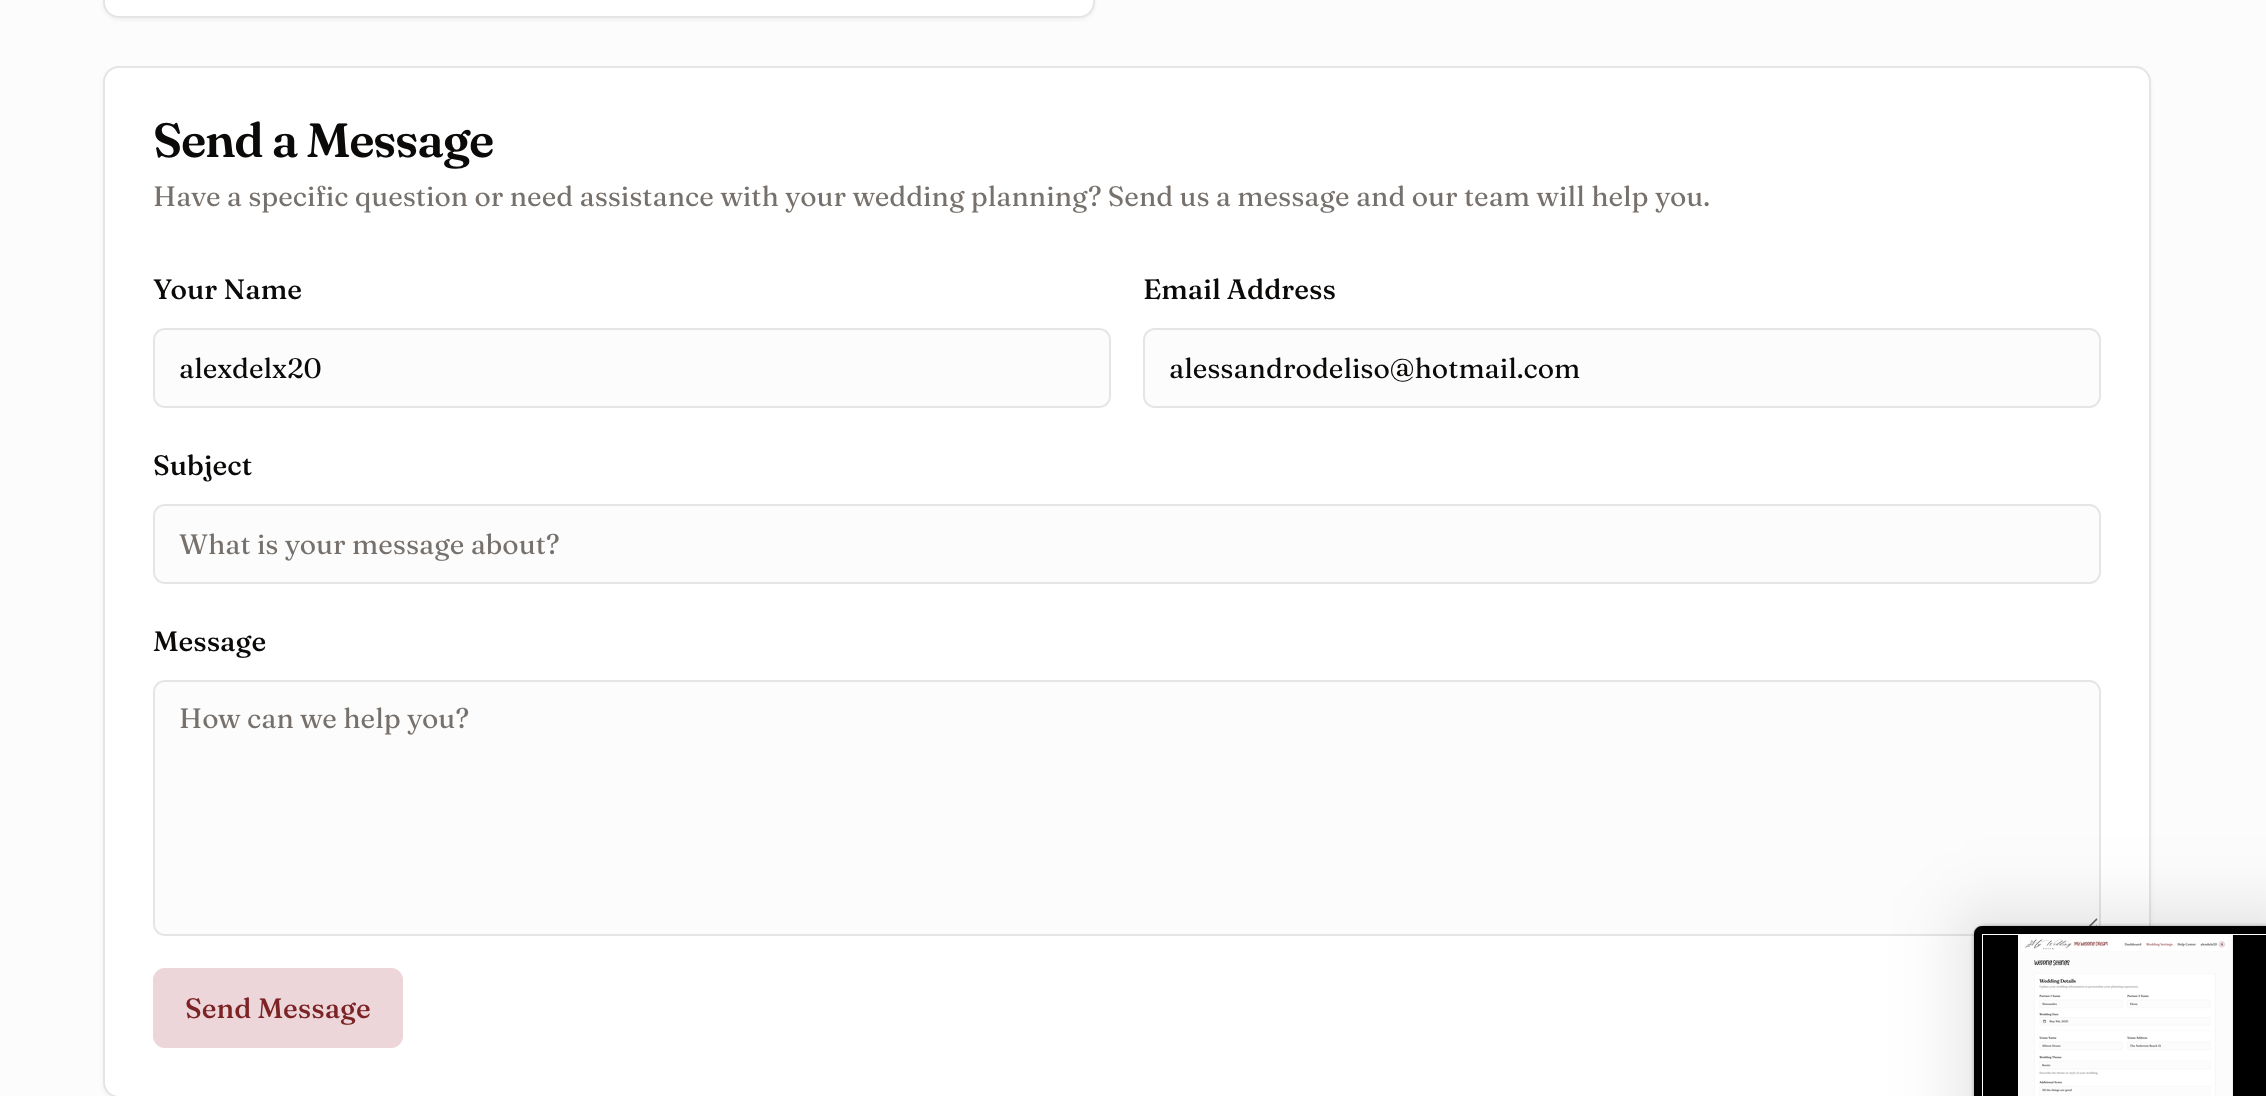 Send a Message
Have a specific question or need assistance with your wedding planning? Send us a message and our team will help you.
Your Name
Email Address
alexdelx20
alessandrodeliso@hotmail.com
Subject
What is your message about?
Message
How can we help you?
Send Message
Wedding Details